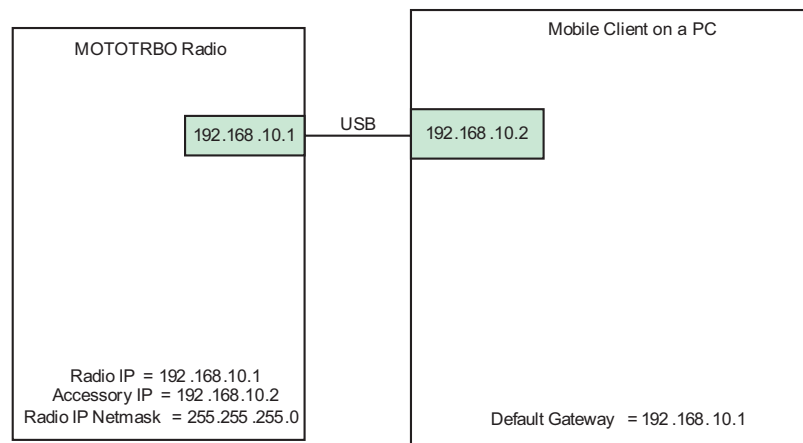 MOTOTRBO Radio
Mobile Client on a PC
192.168 .10.1
USB
192.168 .10.2
Radio IP = 192 .168.10.1
Accessory IP = 192 .168.10.2
Radio IP Netmask = 255.255 .255.0
Default Gateway = 192.168 .10.1